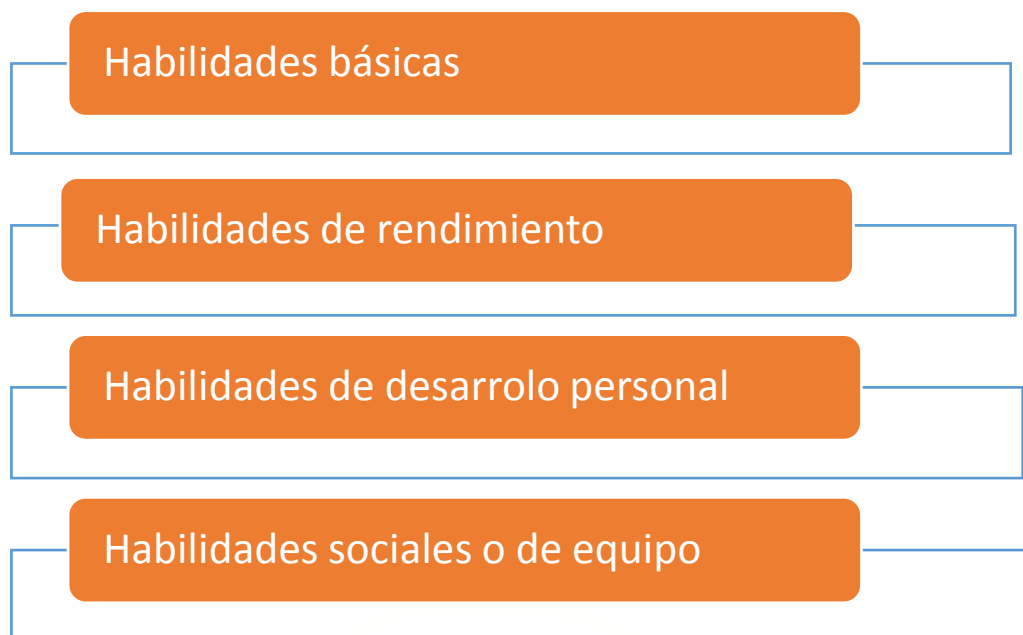 Habilidades básicas
Habilidades de rendimiento
Habilidades de desarrolo personal
Habilidades sociales o de equipo